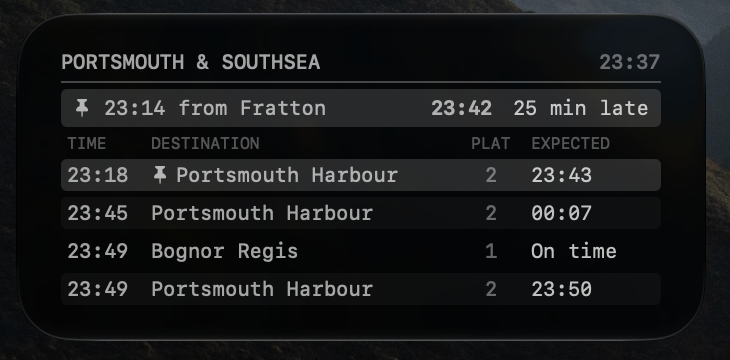 PORTSMOUTH & SOUTHSEA 23:37
23:14 from Fratton 23:42 25 min late
TIME DESTINATION PLAT EXPECTED
23:18 Portsmouth Harbour 2 23:43
23:45 Portsmouth Harbour 2 00:07
23:49 Bognor Regis 1 On time
23:49 Portsmouth Harbour 2 23:50